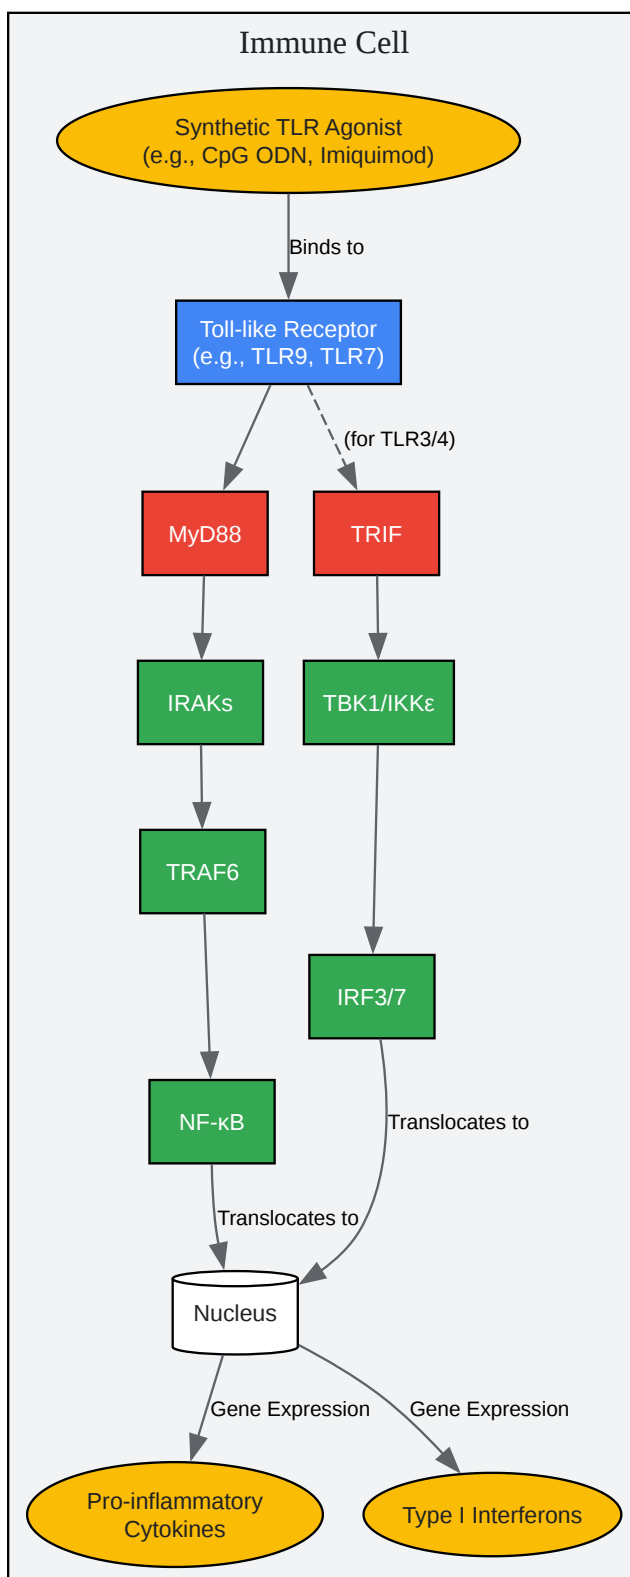 Immune Cell
Synthetic TLR Agonist
(e.g., CpG ODN, Imiquimod)
Binds to
Toll-like Receptor
(e.g., TLR9, TLR7)
(for TLR3/4)
MyD88
TRIF
IRAKs
TBK1/IKKε
TRAF6
IRF3/7
NF-κB
Translocates to
Translocates to
Nucleus
Gene Expression
Gene Expression
Pro-inflammatory
Cytokines
Type I Interferons